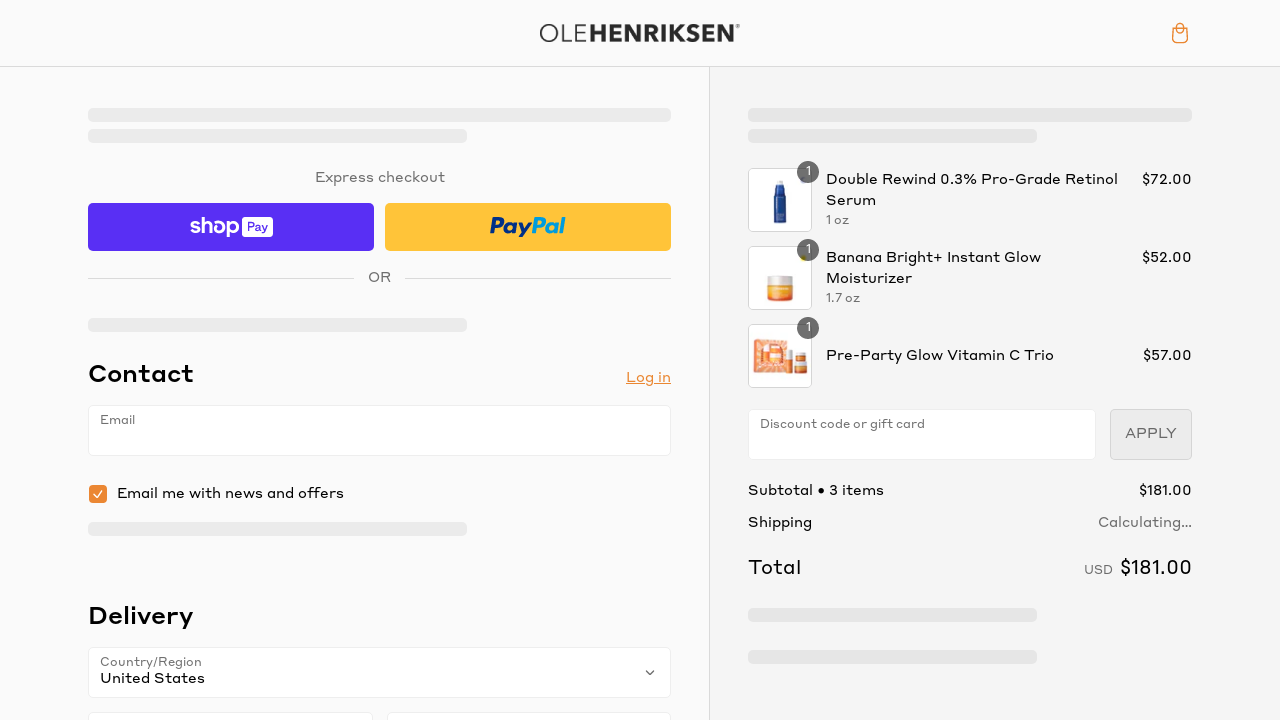 OLEHENRIKSEN®
Express checkout
shop Pay
PayPal
OR
Contact
Log in
Email
Email me with news and offers
Delivery
Country/Region
United States
1
Double Rewind 0.3% Pro-Grade Retinol
Serum
1 oz
$72.00
1
Banana Bright+ Instant Glow
Moisturizer
1.7 oz
$52.00
1
Pre-Party Glow Vitamin C Trio
$57.00
Discount code or gift card
APPLY
Subtotal • 3 items
$181.00
Shipping
Calculating...
Total
USD $181.00